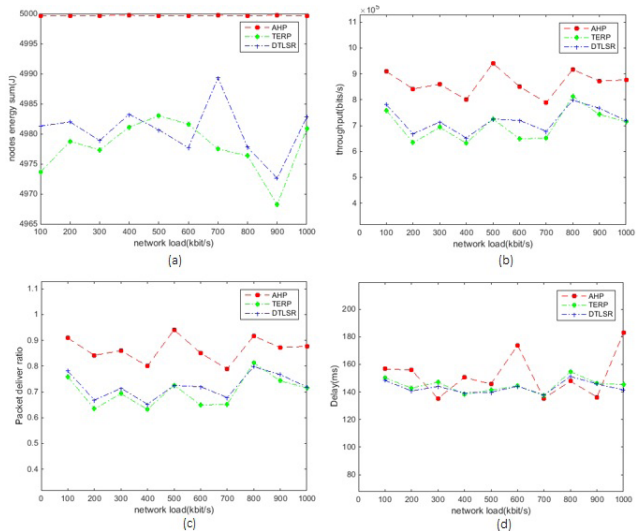 5000
4995
4990
4985
4980
4975
4970
4965
nodes energy sum(J)
AHP
TERP
DTLSR
100 200 300 400 500 600 700 800 900 1000
network load(kbit/s)
(a)
×10^5
11
10
9
8
7
6
5
4
throughput(bits/s)
AHP
TERP
DTLSR
0 100 200 300 400 500 600 700 800 900 1000
network load(kbit/s)
(b)
1.1
1
0.9
0.8
0.7
0.6
0.5
0.4
Packet deliver ratio
AHP
TERP
DTLSR
0 100 200 300 400 500 600 700 800 900 1000
network load(kbit/s)
(c)
200
180
160
140
120
100
80
Delay(ms)
AHP
TERP
DTLSR
0 100 200 300 400 500 600 700 800 900 1000
network load(kbit/s)
(d)